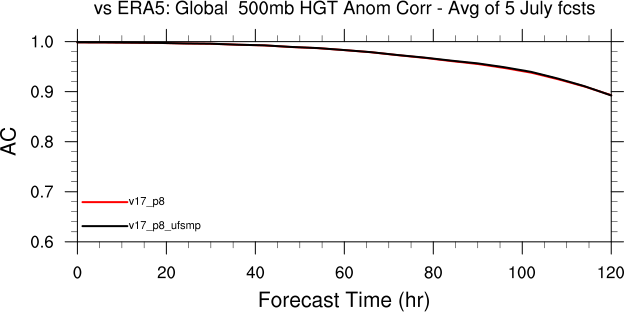 vs ERA5: Global  500mb HGT Anom Corr - Avg of 5 July fcsts
1.0
0.9
AC
0.8
0.7
0.6
v17_p8
v17_p8_ufsmp
0 20 40 60 80 100 120
Forecast Time (hr)